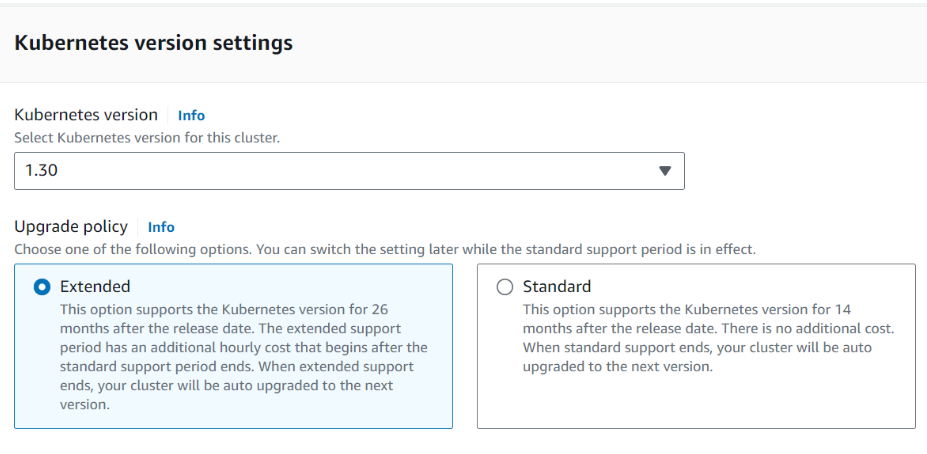 Kubernetes version settings
Kubernetes version Info
Select Kubernetes version for this cluster.
1.30
Upgrade policy Info
Choose one of the following options. You can switch the setting later while the standard support period is in effect.
Extended
This option supports the Kubernetes version for 26
months after the release date. The extended support
period has an additional hourly cost that begins after the
standard support period ends. When extended support
ends, your cluster will be auto upgraded to the next
version.
Standard
This option supports the Kubernetes version for 14
months after the release date. There is no additional cost.
When standard support ends, your cluster will be auto
upgraded to the next version.